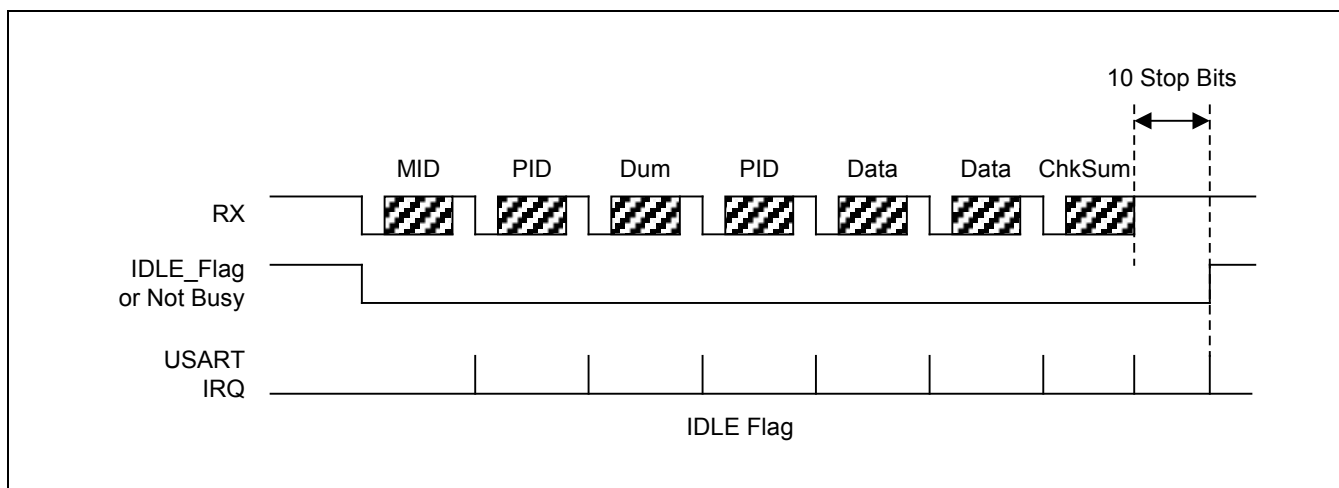 10 Stop Bits
MID PID Dum PID Data Data ChkSum
RX
IDLE_Flag
or Not Busy
USART
IRQ
IDLE Flag